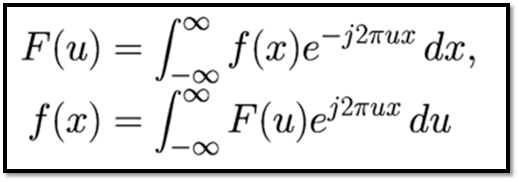 F(u) = ∫_{-∞}^{∞} f(x)e^{-j2πux} dx,
f(x) = ∫_{-∞}^{∞} F(u)e^{j2πux} du